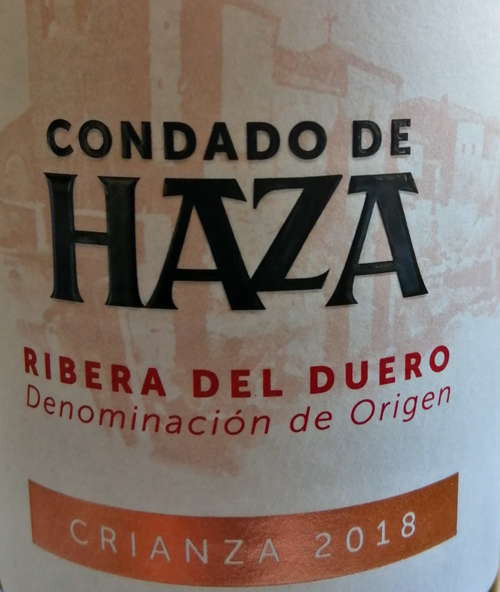 CONDADO DE
HAZA
RIBERA DEL DUERO
Denominación de Origen
CRIANZA 2018